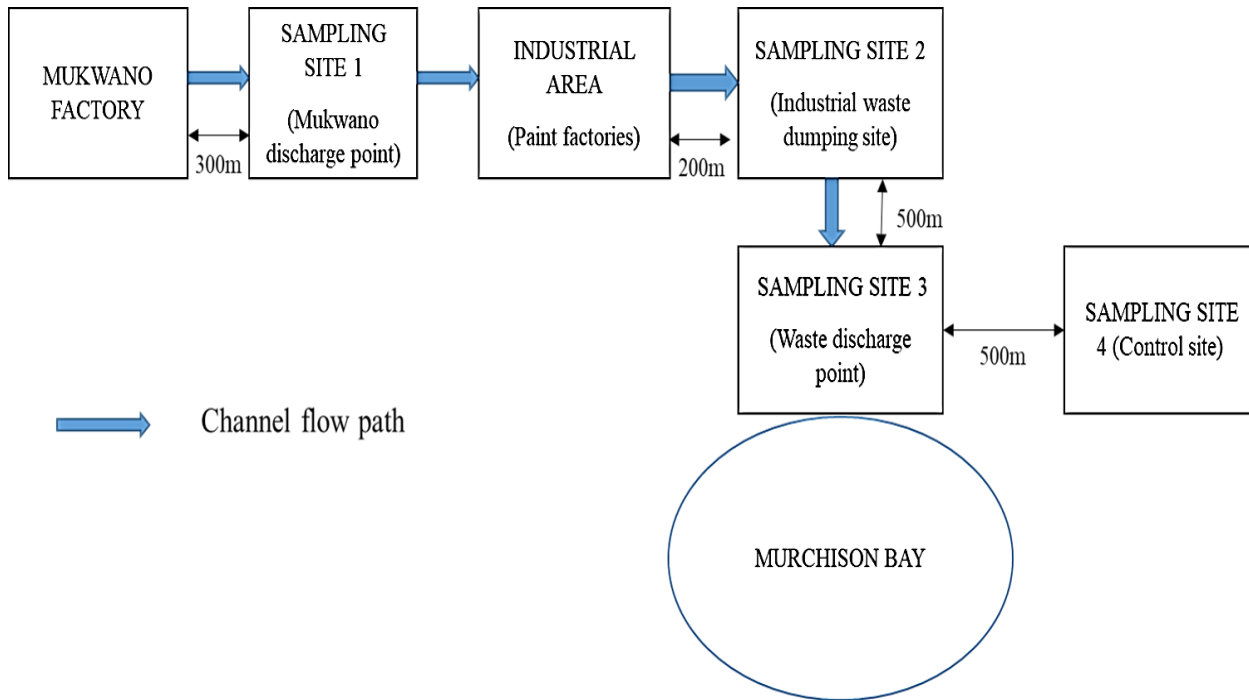 MUKWANO
FACTORY
300m
SAMPLING
SITE 1
(Mukwano
discharge point)
INDUSTRIAL
AREA
(Paint factories)
200m
SAMPLING SITE 2
(Industrial waste
dumping site)
500m
SAMPLING SITE 3
(Waste discharge
point)
500m
SAMPLING SITE
4 (Control site)
Channel flow path
MURCHISON BAY